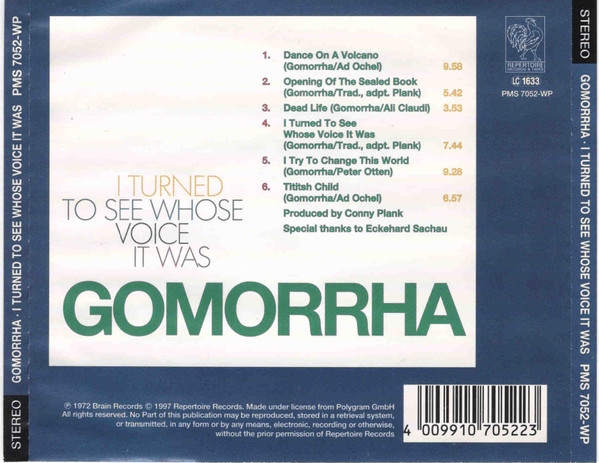 STEREO
GOMORRHA · I TURNED TO SEE WHOSE VOICE IT WAS PMS 7052-WP
1. Dance On A Volcano
(Gomorrha/Ad Ochel) 9.58
2. Opening Of The Sealed Book
(Gomorrha/Trad., adpt. Plank) 5.42
3. Dead Life (Gomorrha/Ali Claudi) 3.53
4. I Turned To See
Whose Voice It Was
(Gomorrha/Trad., adpt. Plank) 7.44
5. I Try To Change This World
(Gomorrha/Peter Otten) 9.28
6. Tititsh Child
(Gomorrha/Ad Ochel) 6.57
Produced by Conny Plank
Special thanks to Eckehard Sachau
REPERTOIRE
RECORDS
LC 1633
PMS 7052-WP
I TURNED
TO SEE WHOSE
VOICE
IT WAS
GOMORRHA
℗ 1972 Brain Records © 1997 Repertoire Records. Made under license from Polygram GmbH
All rights reserved. No Part of this publication may be reproduced, stored in a retrieval system,
or transmitted, in any form or by any means, electronic, recording or otherwise,
without the prior permission of Repertoire Records
4 009910 705223
STEREO
GOMORRHA · I TURNED TO SEE WHOSE VOICE IT WAS PMS 7052-WP